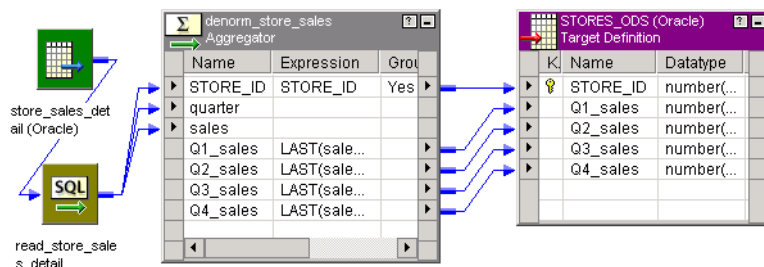 store_sales_det
ail (Oracle)
SQL
read_store_sale
s_detail
Σ
denorm_store_sales
Aggregator
Name Expression Grou
STORE_ID STORE_ID Yes
quarter
sales
Q1_sales LAST(sale...
Q2_sales LAST(sale...
Q3_sales LAST(sale...
Q4_sales LAST(sale...
STORES_ODS (Oracle)
Target Definition
K Name Datatype
STORE_ID number(...
Q1_sales number(...
Q2_sales number(...
Q3_sales number(...
Q4_sales number(...